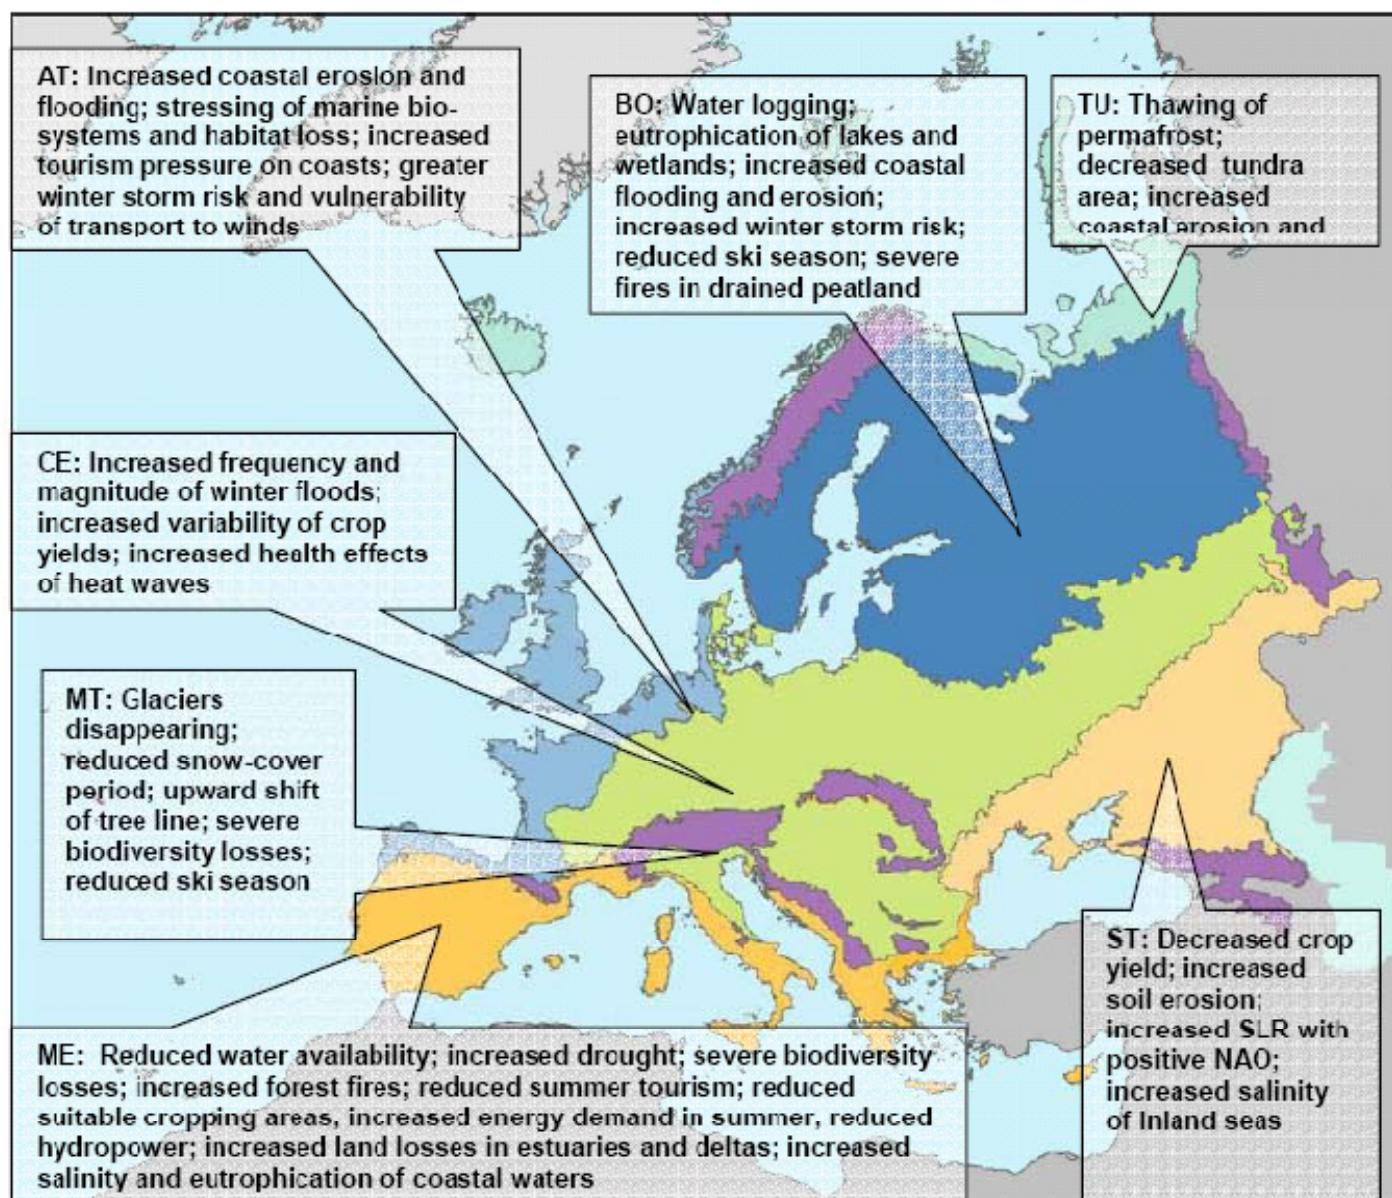 AT: Increased coastal erosion and
flooding; stressing of marine bio-
systems and habitat loss; increased
tourism pressure on coasts; greater
winter storm risk and vulnerability
of transport to winds
BO: Water logging;
eutrophication of lakes and
wetlands; increased coastal
flooding and erosion;
increased winter storm risk;
reduced ski season; severe
fires in drained peatland
TU: Thawing of
permafrost;
decreased tundra
area; increased
coastal erosion and
CE: Increased frequency and
magnitude of winter floods;
increased variability of crop
yields; increased health effects
of heat waves
MT: Glaciers
disappearing;
reduced snow-cover
period; upward shift
of tree line; severe
biodiversity losses;
reduced ski season
ST: Decreased crop
yield; increased
soil erosion;
increased SLR with
positive NAO;
increased salinity
of Inland seas
ME: Reduced water availability; increased drought; severe biodiversity
losses; increased forest fires; reduced summer tourism; reduced
suitable cropping areas, increased energy demand in summer, reduced
hydropower; increased land losses in estuaries and deltas; increased
salinity and eutrophication of coastal waters